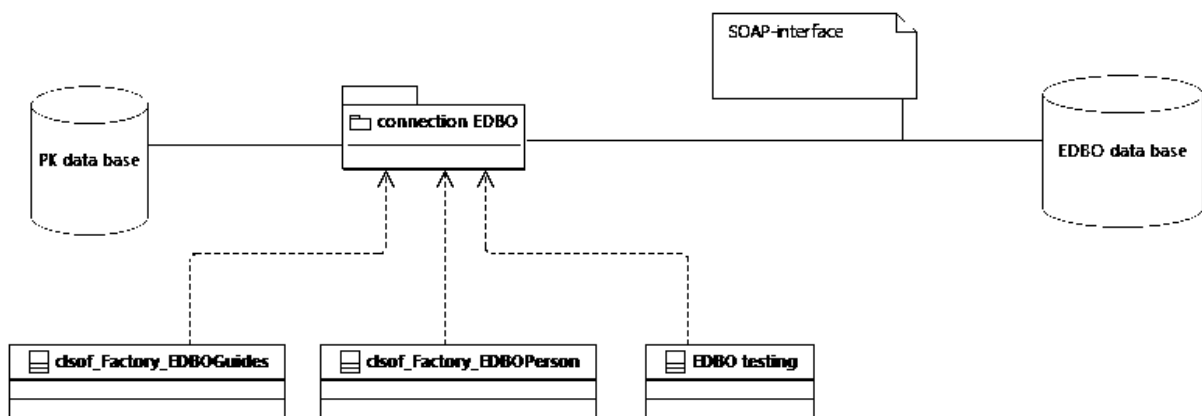 SOAP-interface
connection EDBO
PK data base
EDBO data base
clsof_Factory_EDBOGuides
clsof_Factory_EDBOPerson
EDBO testing